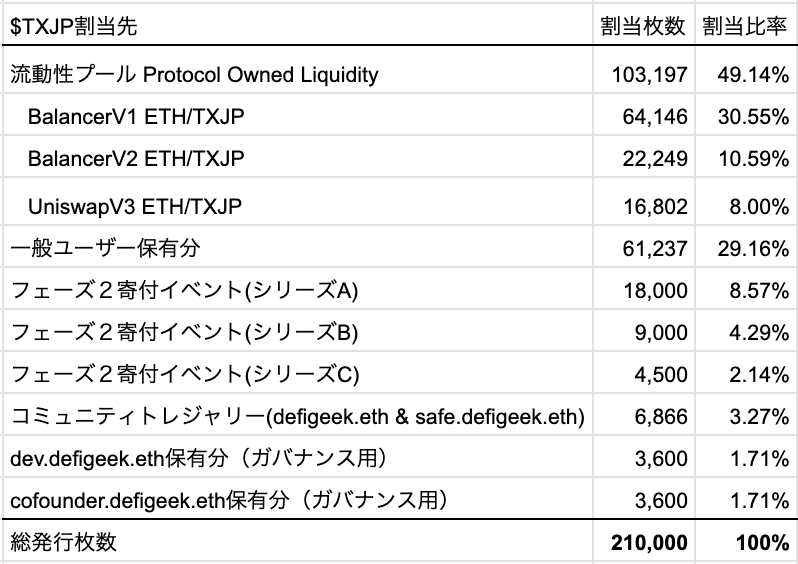 $TXJP割当先 割当枚数 割当比率
流動性プール Protocol Owned Liquidity 103,197 49.14%
BalancerV1 ETH/TXJP 64,146 30.55%
BalancerV2 ETH/TXJP 22,249 10.59%
UniswapV3 ETH/TXJP 16,802 8.00%
一般ユーザー保有分 61,237 29.16%
フェーズ２寄付イベント(シリーズA) 18,000 8.57%
フェーズ２寄付イベント(シリーズB) 9,000 4.29%
フェーズ２寄付イベント(シリーズC) 4,500 2.14%
コミュニティトレジャリー(defigeek.eth & safe.defigeek.eth) 6,866 3.27%
dev.defigeek.eth保有分（ガバナンス用） 3,600 1.71%
cofounder.defigeek.eth保有分（ガバナンス用） 3,600 1.71%
総発行枚数 210,000 100%